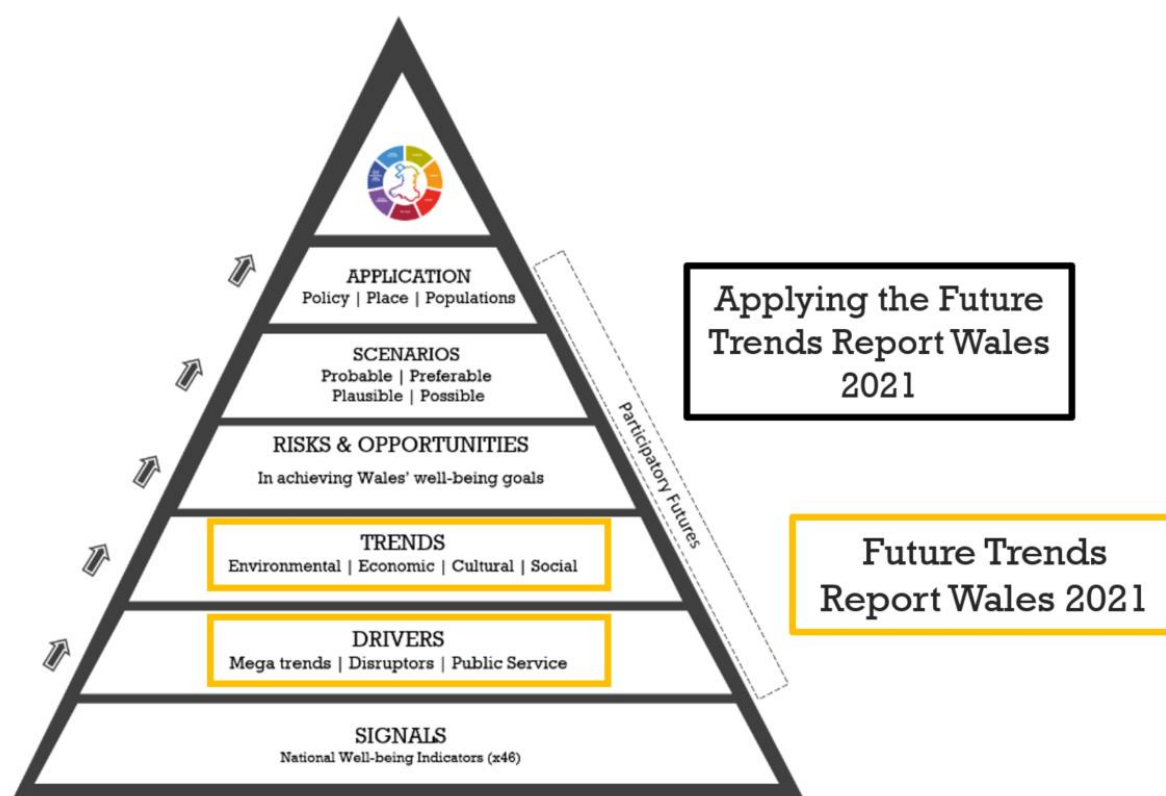 APPLICATION
Policy | Place | Populations
SCENARIOS
Probable | Preferable
Plausible | Possible
RISKS & OPPORTUNITIES
In achieving Wales' well-being goals
TRENDS
Environmental | Economic | Cultural | Social
DRIVERS
Mega trends | Disruptors | Public Service
SIGNALS
National Well-being Indicators (x46)
Participatory Futures
Applying the Future
Trends Report Wales
2021
Future Trends
Report Wales 2021